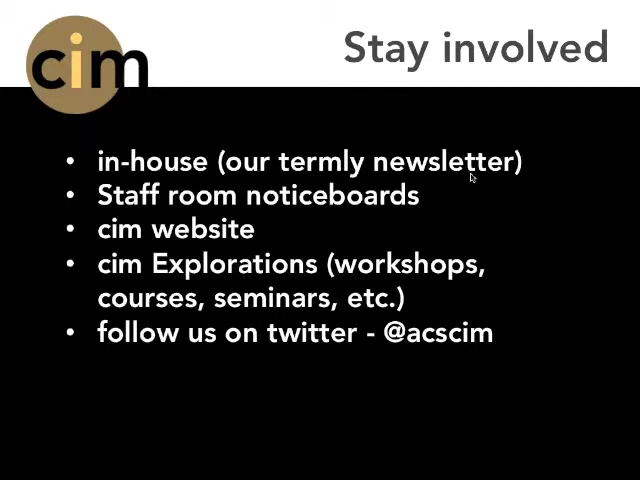 cim
Stay involved
• in-house (our termly newsletter)
• Staff room noticeboards
• cim website
• cim Explorations (workshops,
courses, seminars, etc.)
• follow us on twitter - @acscim